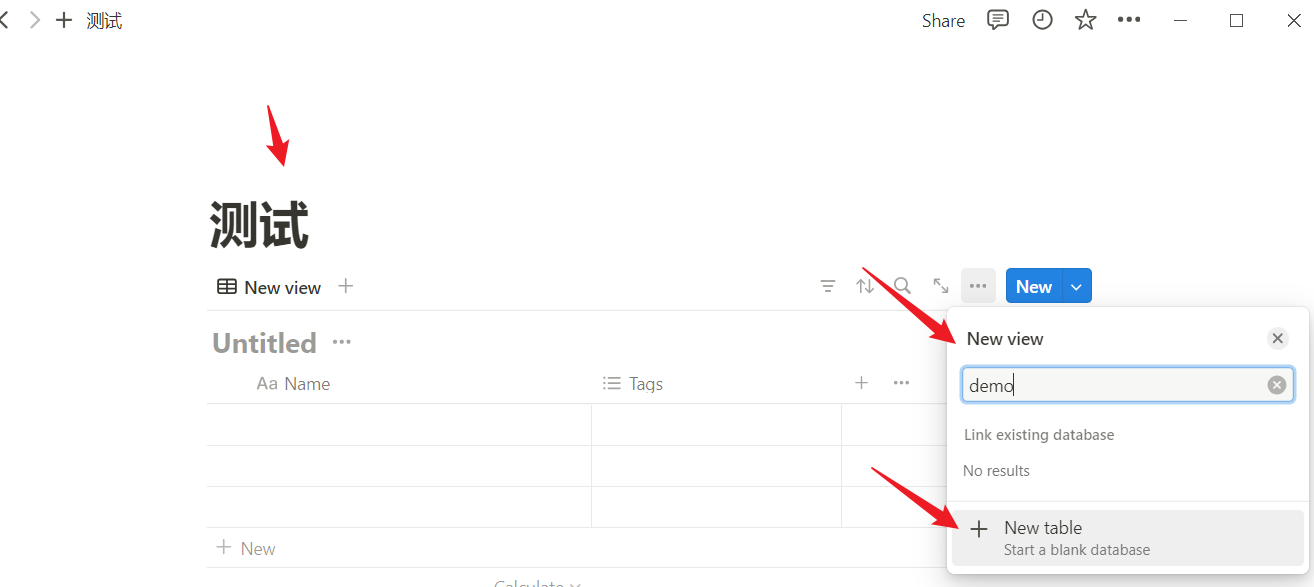 测试 Share
测试
New view New
Untitled
New view
Aa Name Tags
demo
Link existing database
No results
New table
Start a blank database
New
Calculate